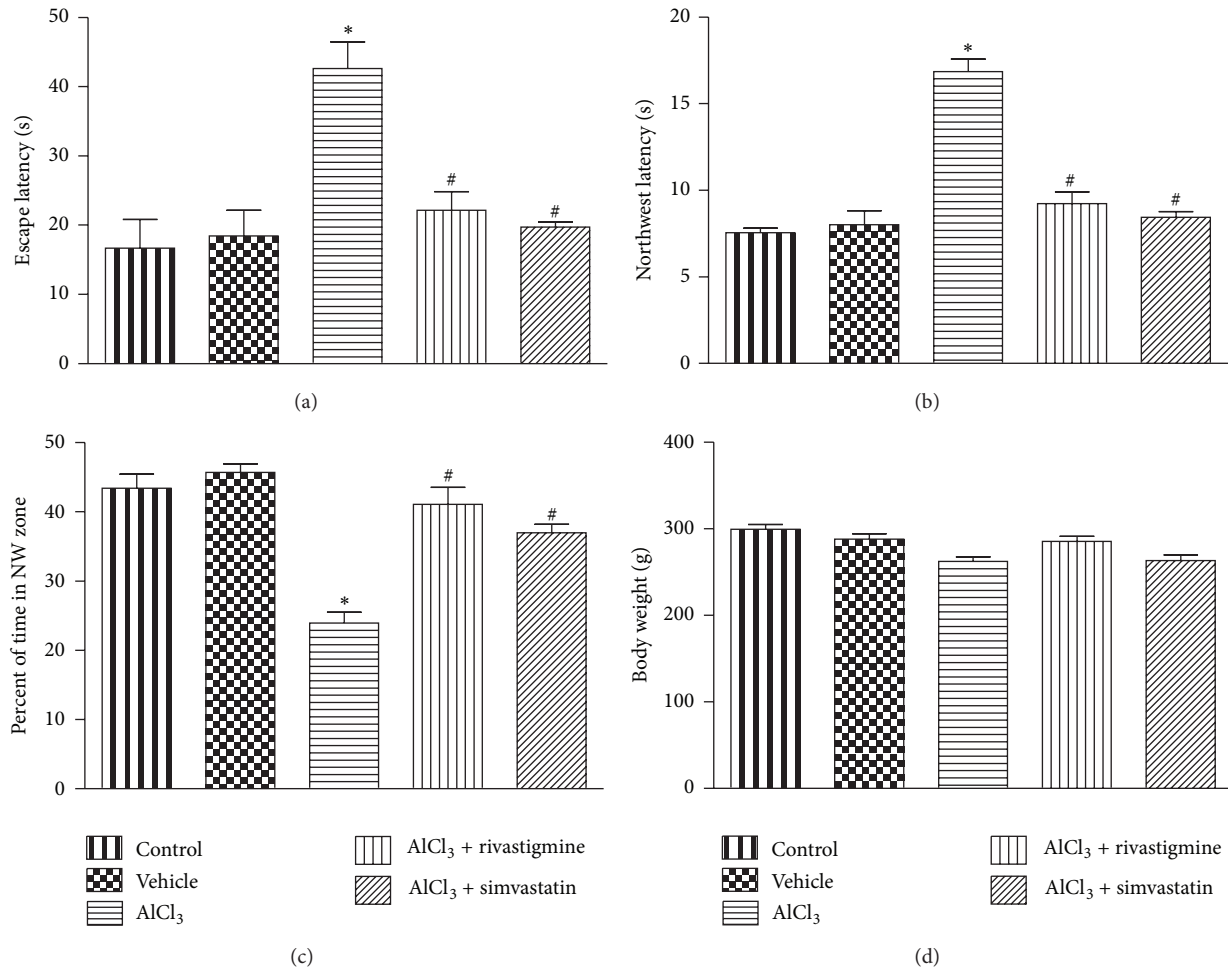 50
40
30
20
10
0
Escape latency (s)
*
#
#
(a)
20
15
10
5
0
Northwest latency (s)
*
#
#
(b)
50
40
30
20
10
0
Percent of time in NW zone
*
#
#
400
300
200
100
0
Body weight (g)
Control
Vehicle
AlCl₃
AlCl₃ + rivastigmine
AlCl₃ + simvastatin
(c)
Control
Vehicle
AlCl₃
AlCl₃ + rivastigmine
AlCl₃ + simvastatin
(d)